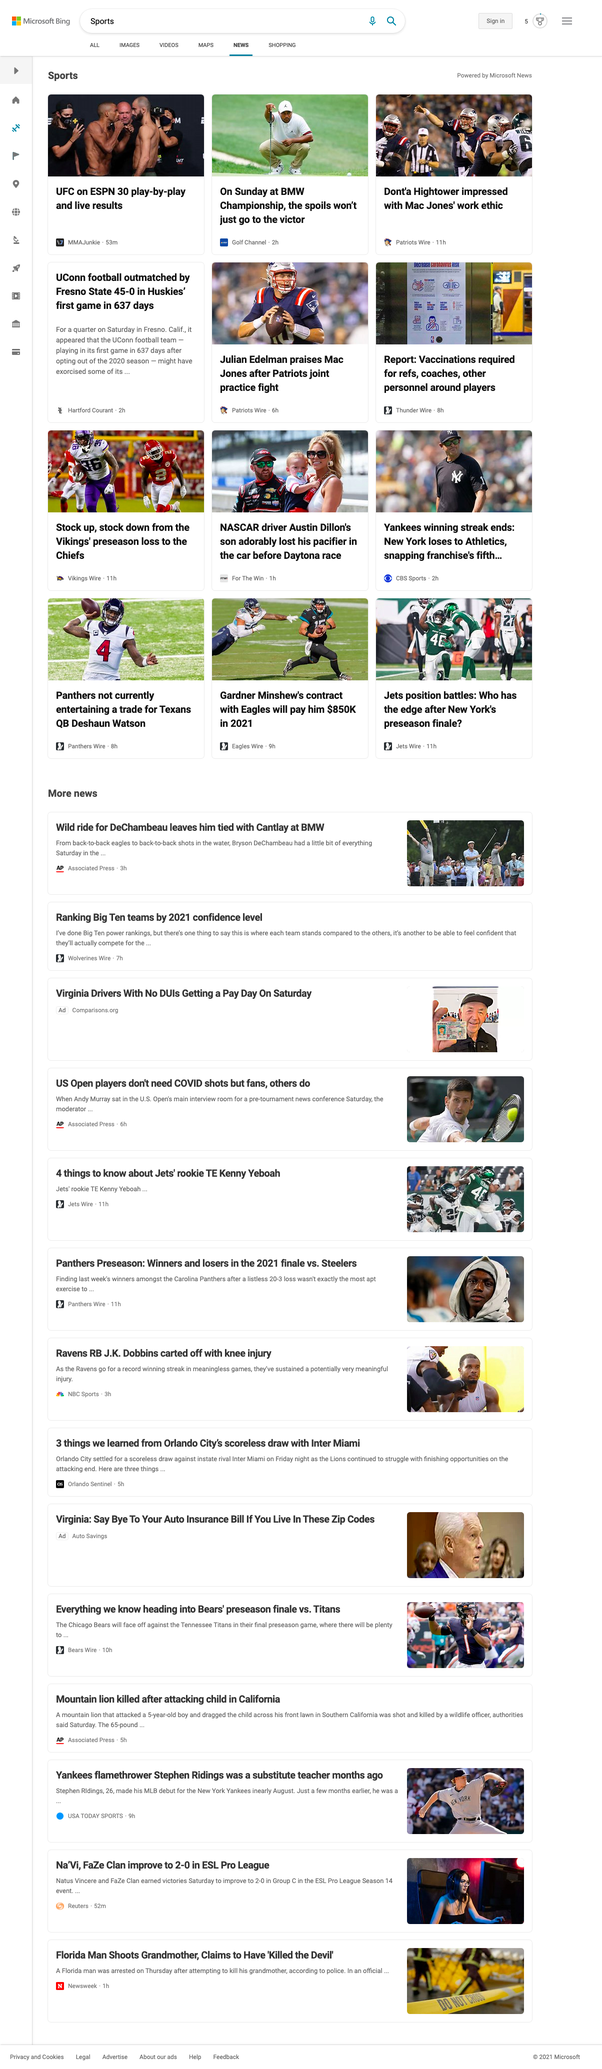 Microsoft Bing
Sports
Sign in
5
ALL
IMAGES
VIDEOS
MAPS
NEWS
SHOPPING
Sports
Powered by Microsoft News
UFC on ESPN 30 play-by-play
and live results
MMAJunkie · 53m
On Sunday at BMW
Championship, the spoils won't
just go to the victor
Golf Channel · 2h
Dont'a Hightower impressed
with Mac Jones' work ethic
Patriots Wire · 11h
UConn football outmatched by
Fresno State 45-0 in Huskies'
first game in 637 days
For a quarter on Saturday in Fresno. Calif., it
appeared that the UConn football team —
playing in its first game in 637 days after
opting out of the 2020 season — might have
exorcised some of its ...
Hartford Courant · 2h
Julian Edelman praises Mac
Jones after Patriots joint
practice fight
Patriots Wire · 6h
Report: Vaccinations required
for refs, coaches, other
personnel around players
Thunder Wire · 8h
Stock up, stock down from the
Vikings' preseason loss to the
Chiefs
Vikings Wire · 11h
NASCAR driver Austin Dillon's
son adorably lost his pacifier in
the car before Daytona race
For The Win · 1h
Yankees winning streak ends:
New York loses to Athletics,
snapping franchise's fifth...
CBS Sports · 2h
Panthers not currently
entertaining a trade for Texans
QB Deshaun Watson
Panthers Wire · 8h
Gardner Minshew's contract
with Eagles will pay him $850K
in 2021
Eagles Wire · 9h
Jets position battles: Who has
the edge after New York's
preseason finale?
Jets Wire · 11h
More news
Wild ride for DeChambeau leaves him tied with Cantlay at BMW
From back-to-back eagles to back-to-back shots in the water, Bryson DeChambeau had a little bit of everything
Saturday in the ...
AP Associated Press · 3h
Ranking Big Ten teams by 2021 confidence level
I've done Big Ten power rankings, but there's one thing to say this is where each team stands compared to the others, it's another to be able to feel confident that
they'll actually compete for the ...
Wolverines Wire · 7h
Virginia Drivers With No DUIs Getting a Pay Day On Saturday
Ad Comparisons.org
US Open players don't need COVID shots but fans, others do
When Andy Murray sat in the U.S. Open's main interview room for a pre-tournament news conference Saturday, the
moderator ...
AP Associated Press · 6h
4 things to know about Jets' rookie TE Kenny Yeboah
Jets' rookie TE Kenny Yeboah ...
Jets Wire · 11h
Panthers Preseason: Winners and losers in the 2021 finale vs. Steelers
Finding last week's winners amongst the Carolina Panthers after a listless 20-3 loss wasn't exactly the most apt
exercise to ...
Panthers Wire · 11h
Ravens RB J.K. Dobbins carted off with knee injury
As the Ravens go for a record winning streak in meaningless games, they've sustained a potentially very meaningful
injury.
NBC Sports · 3h
3 things we learned from Orlando City's scoreless draw with Inter Miami
Orlando City settled for a scoreless draw against instate rival Inter Miami on Friday night as the Lions continued to struggle with finishing opportunities on the
attacking end. Here are three things ...
OS Orlando Sentinel · 5h
Virginia: Say Bye To Your Auto Insurance Bill If You Live In These Zip Codes
Ad Auto Savings
Everything we know heading into Bears' preseason finale vs. Titans
The Chicago Bears will face off against the Tennessee Titans in their final preseason game, where there will be plenty
to ...
Bears Wire · 10h
Mountain lion killed after attacking child in California
A mountain lion that attacked a 5-year-old boy and dragged the child across his front lawn in Southern California was shot and killed by a wildlife officer, authorities
said Saturday. The 65-pound ...
AP Associated Press · 5h
Yankees flamethrower Stephen Ridings was a substitute teacher months ago
Stephen Ridings, 26, made his MLB debut for the New York Yankees inearly August. Just a few months earlier, he was a
...
USA TODAY SPORTS · 9h
Na'Vi, FaZe Clan improve to 2-0 in ESL Pro League
Natus Vincere and FaZe Clan earned victories Saturday to improve to 2-0 in Group C in the ESL Pro League Season 14
event. ...
Reuters · 52m
Florida Man Shoots Grandmother, Claims to Have 'Killed the Devil'
A Florida man was arrested on Thursday after attempting to kill his grandmother, according to police. In an official ...
N Newsweek · 1h
Privacy and Cookies
Legal
Advertise
About our ads
Help
Feedback
© 2021 Microsoft